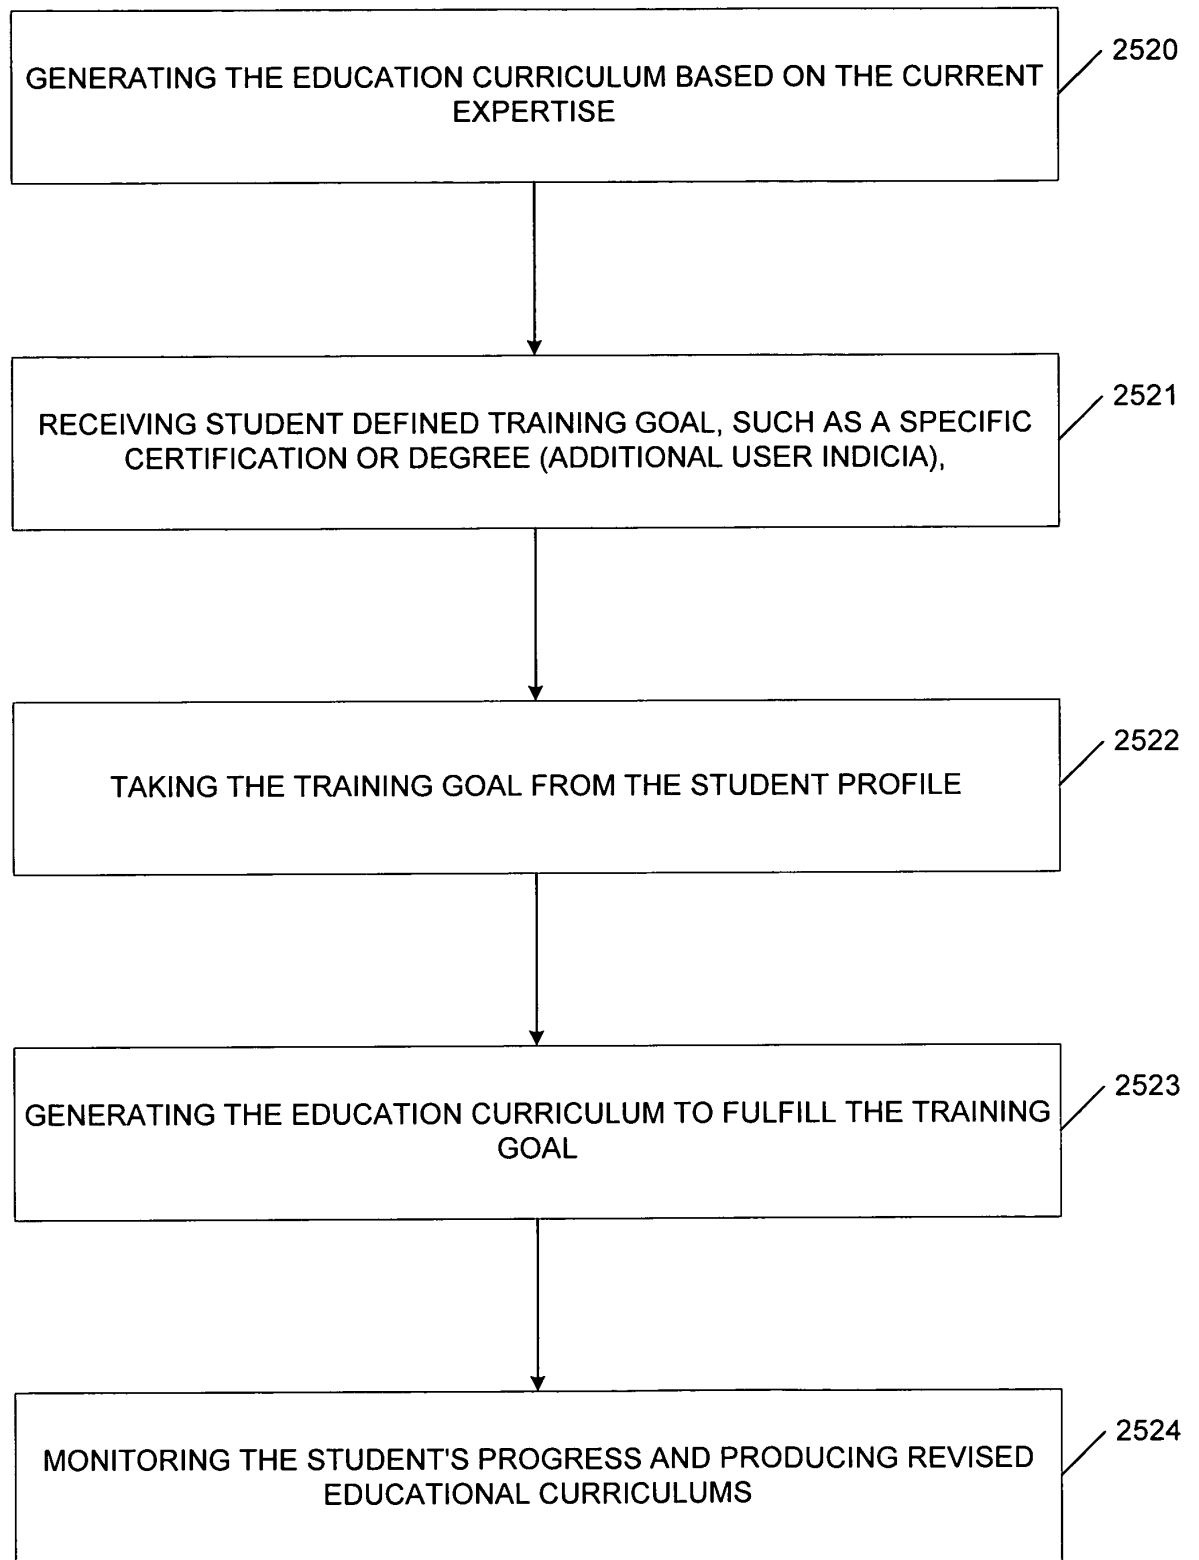 2520
GENERATING THE EDUCATION CURRICULUM BASED ON THE CURRENT
EXPERTISE
2521
RECEIVING STUDENT DEFINED TRAINING GOAL, SUCH AS A SPECIFIC
CERTIFICATION OR DEGREE (ADDITIONAL USER INDICIA),
2522
TAKING THE TRAINING GOAL FROM THE STUDENT PROFILE
2523
GENERATING THE EDUCATION CURRICULUM TO FULFILL THE TRAINING
GOAL
2524
MONITORING THE STUDENT'S PROGRESS AND PRODUCING REVISED
EDUCATIONAL CURRICULUMS